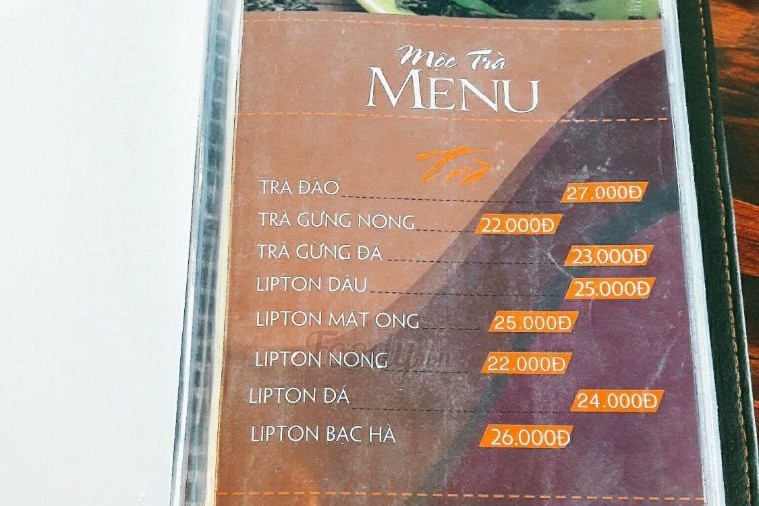 Mộc Trà
MENU
Trà
TRÀ ĐÀO 27.000Đ
TRÀ GỪNG NÓNG 22.000Đ
TRÀ GỪNG ĐÁ 23.000Đ
LIPTON DÂU 25.000Đ
LIPTON MẬT ONG 25.000Đ
Foody.vn
LIPTON NÓNG 22.000Đ
LIPTON ĐÁ 24.000Đ
LIPTON BẠC HÀ 26.000Đ